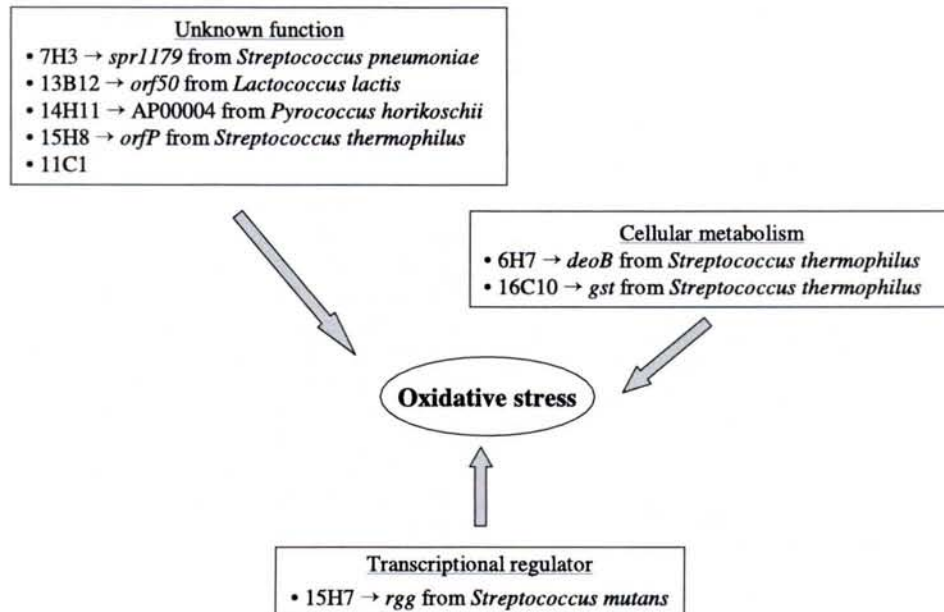 Unknown function
• 7H3 → spr1179 from Streptococcus pneumoniae
• 13B12 → orf50 from Lactococcus lactis
• 14H11 → AP00004 from Pyrococcus horikoschii
• 15H8 → orfP from Streptococcus thermophilus
• 11C1
Cellular metabolism
• 6H7 → deoB from Streptococcus thermophilus
• 16C10 → gst from Streptococcus thermophilus
Oxidative stress
Transcriptional regulator
• 15H7 → rgg from Streptococcus mutans